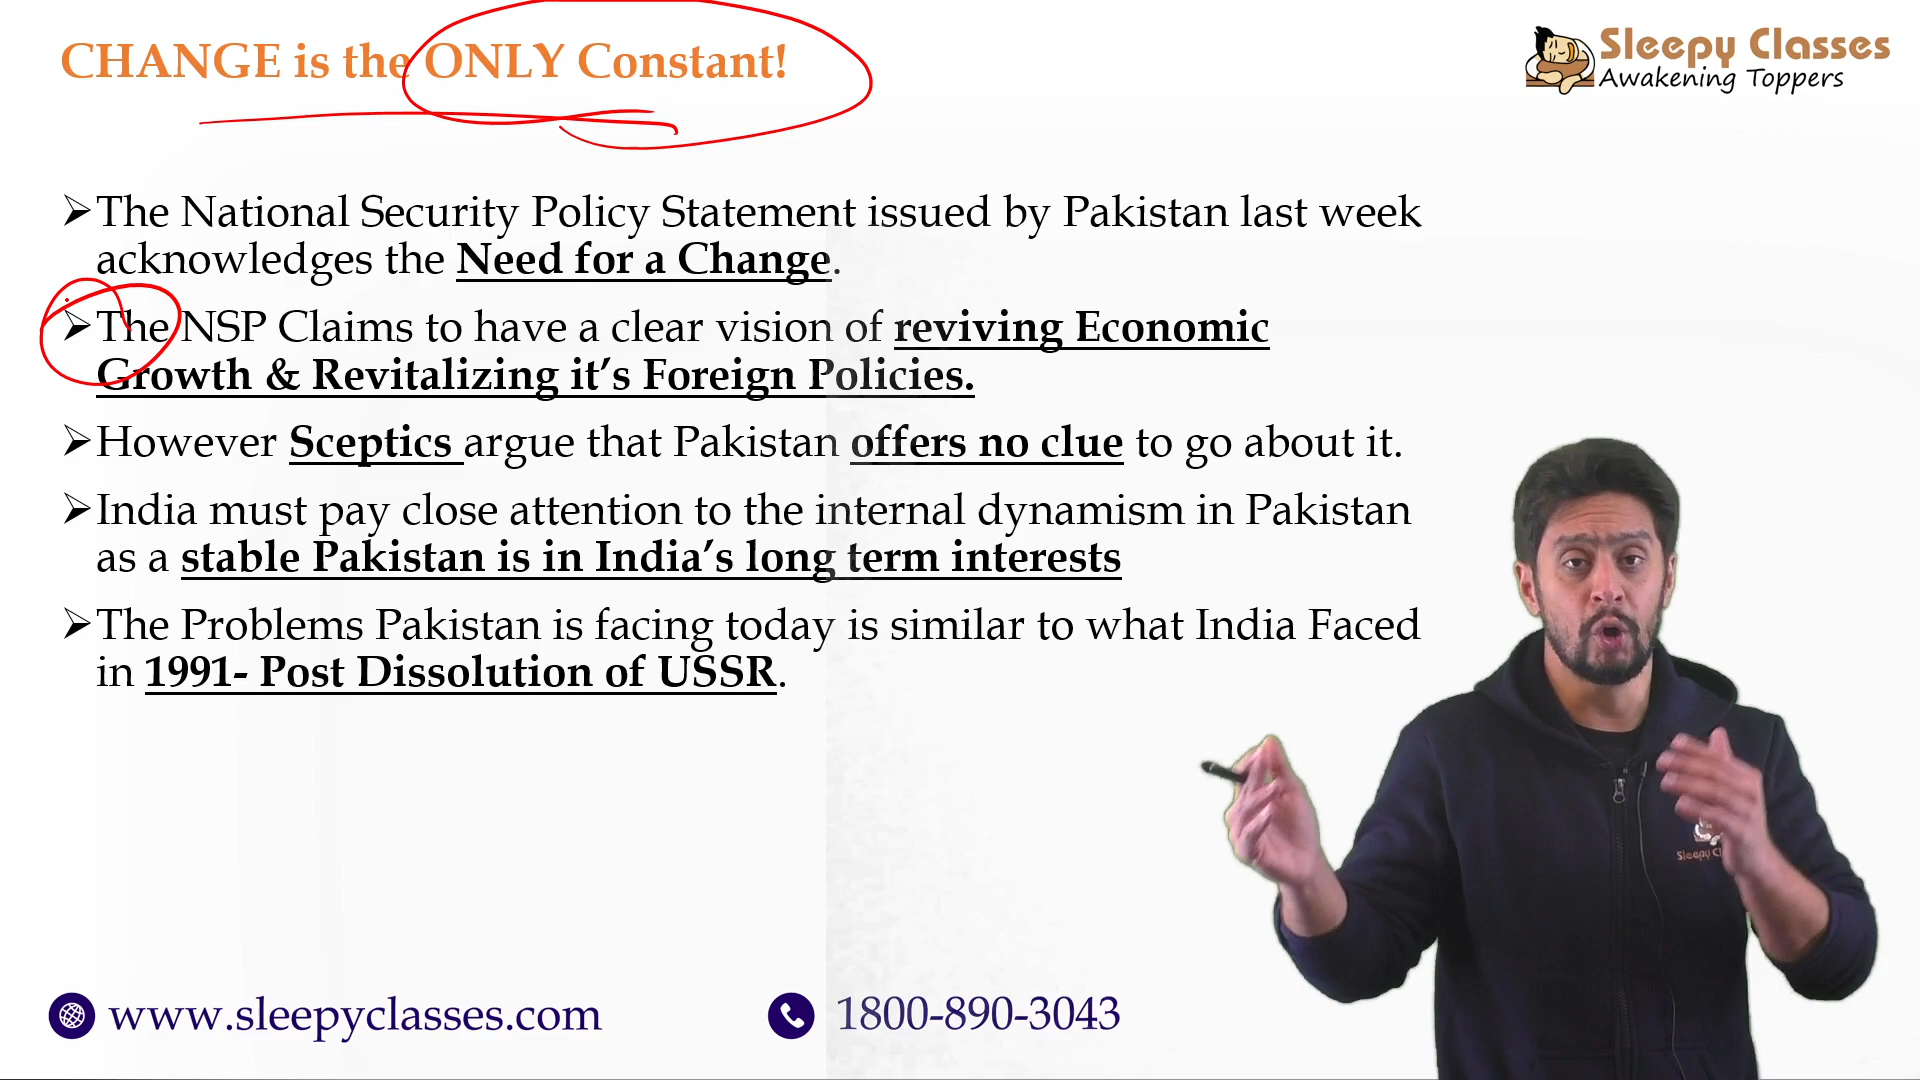 CHANGE is the ONLY Constant!
Sleepy Classes
Awakening Toppers
➢The National Security Policy Statement issued by Pakistan last week
acknowledges the Need for a Change.
➢The NSP Claims to have a clear vision of reviving Economic
Growth & Revitalizing it’s Foreign Policies.
➢However Sceptics argue that Pakistan offers no clue to go about it.
➢India must pay close attention to the internal dynamism in Pakistan
as a stable Pakistan is in India’s long term interests
➢The Problems Pakistan is facing today is similar to what India Faced
in 1991- Post Dissolution of USSR.
www.sleepyclasses.com
1800-890-3043